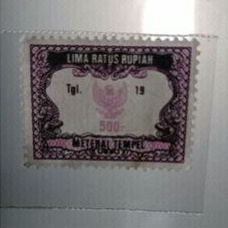 LIMA RATUS RUPIAH
Tgl. 19
500
METERAI TEMPEL